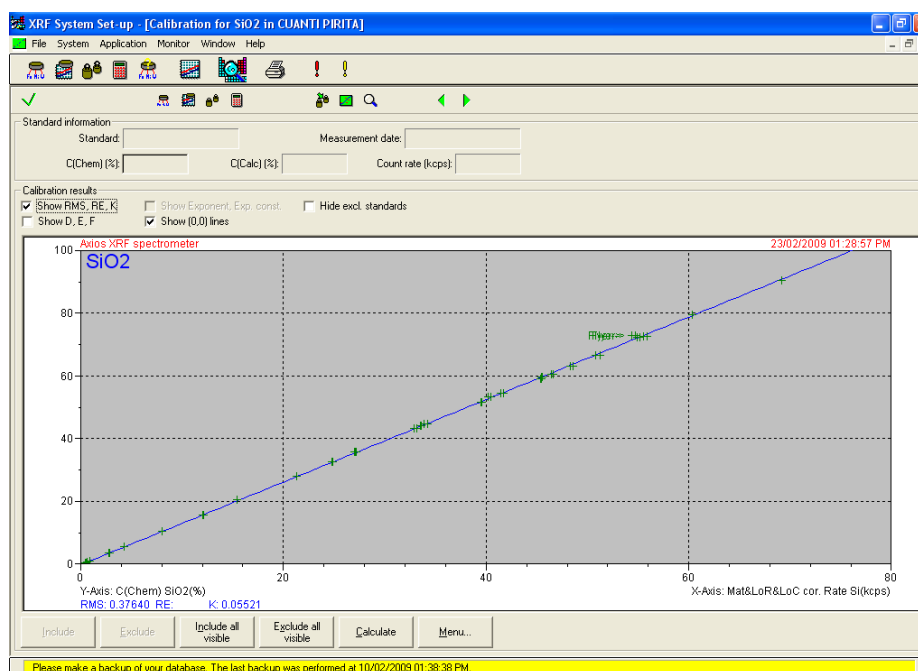 XRF System Set-up - [Calibration for SiO2 in CUANTI PIRITA]
File System Application Monitor Window Help
Standard information
Standard: Measurement date:
C(Chem) (%): C(Calc) (%): Count rate (kcps):
Calibration results
Show RMS, RE, K Show Exponent, Exp. const. Hide excl. standards
Show D, E, F Show (0,0) lines
Axios XRF spectrometer 23/02/2009 01:28:57 PM
100 SiO2
80
60
40
20
0
0 20 40 60 80
Y-Axis: C(Chem) SiO2(%) X-Axis: Mat&LoR&LoC cor. Rate Si(kcps)
RMS: 0.37640 RE: K: 0.05521
Include Exclude Include all visible Exclude all visible Calculate Menu...
Please make a backup of your database. The last backup was performed at 10/02/2009 01:38:38 PM.